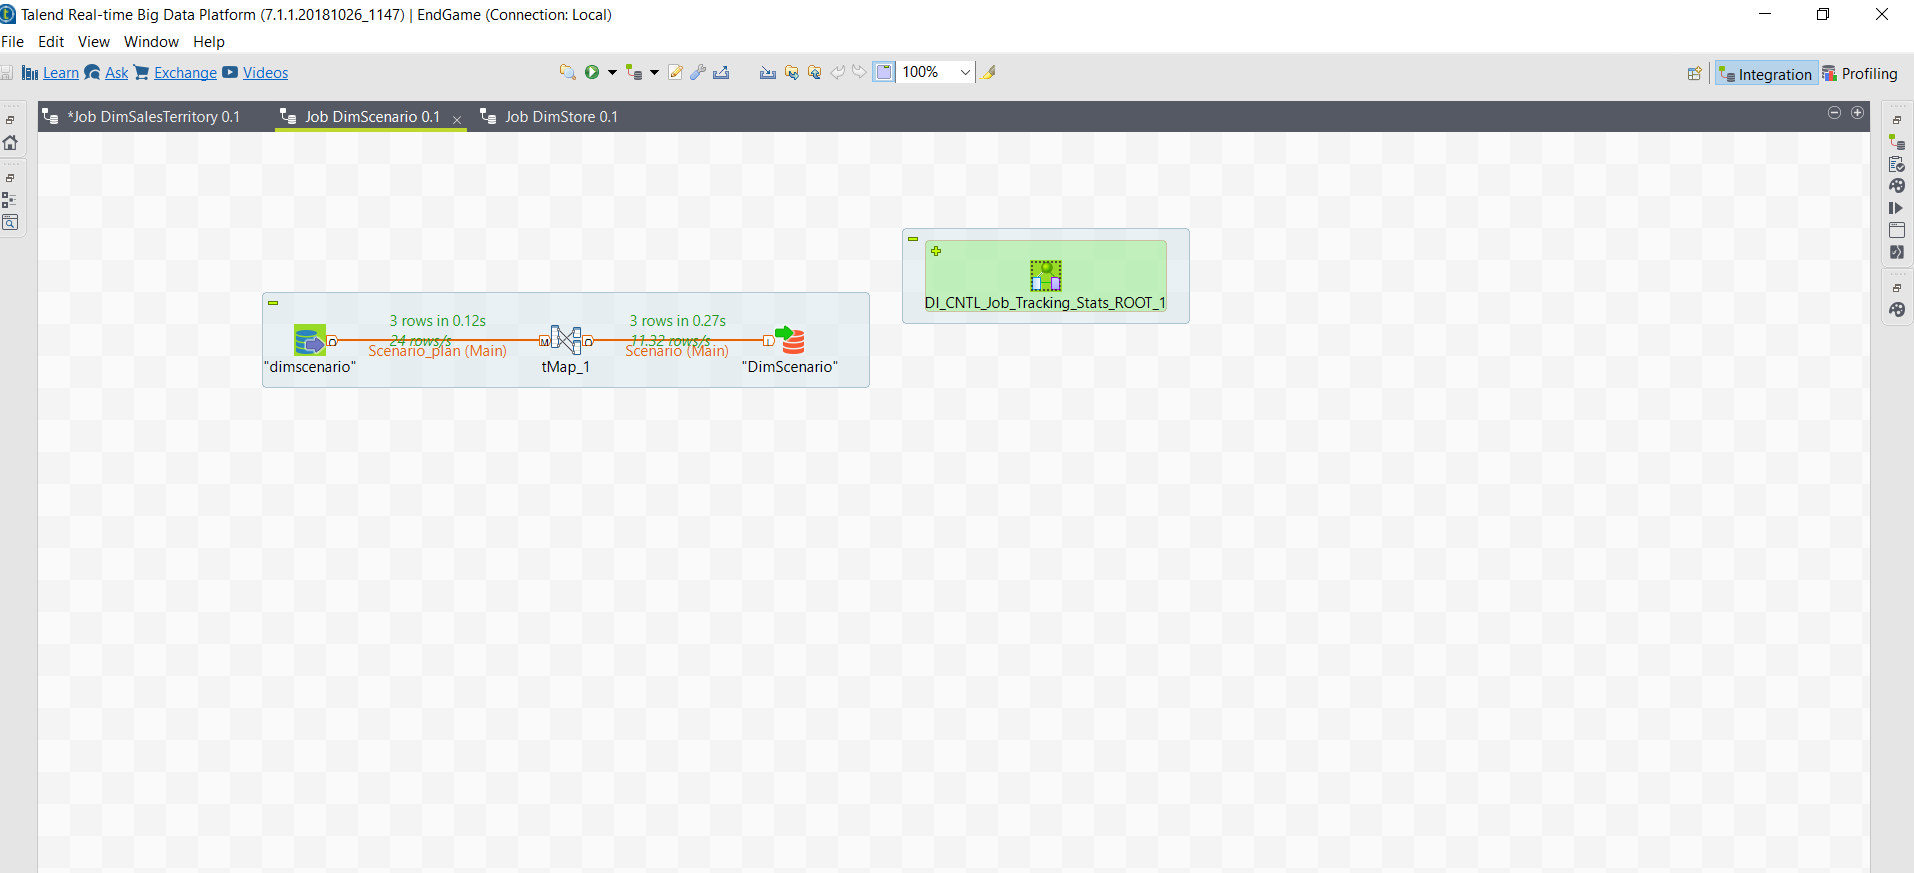 Talend Real-time Big Data Platform (7.1.1.20181026_1147) | EndGame (Connection: Local)
File Edit View Window Help
Learn Ask Exchange Videos 100% Integration Profiling
*Job DimSalesTerritory 0.1 Job DimScenario 0.1 Job DimStore 0.1
DI_CNTL_Job_Tracking_Stats_ROOT_1
3 rows in 0.12s 3 rows in 0.27s
24 rows/s 11.32 rows/s
Scenario_plan (Main) Scenario (Main)
"dimscenario" tMap_1 "DimScenario"